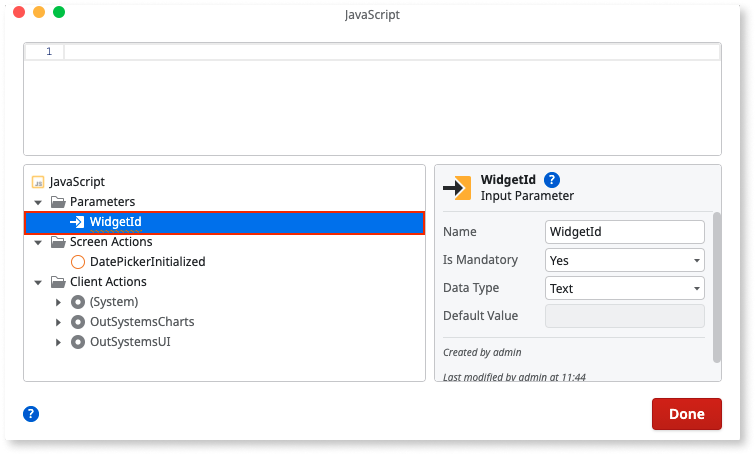 JavaScript
1
JS JavaScript
Parameters
WidgetId
Screen Actions
DatePickerInitialized
Client Actions
(System)
OutSystemsCharts
OutSystemsUI
WidgetId ?
Input Parameter
Name WidgetId
Is Mandatory Yes
Data Type Text
Default Value
Created by admin
Last modified by admin at 11:44
?
Done